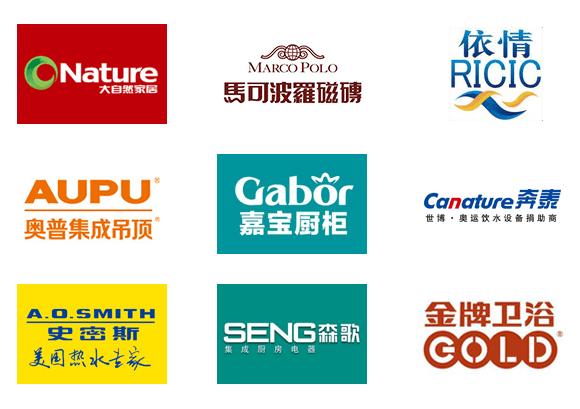 Nature
大自然家居
MARCO POLO
馬可波羅磁磚
依情
RICIC
AUPU®
奥普集成吊顶®
Gabor
嘉宝厨柜
Canature奔泰
世博·奥运饮水设备捐助商
A.O.SMITH
史密斯
美国热水专家
SENG森歌
集成厨房电器
金牌卫浴
GOLD®